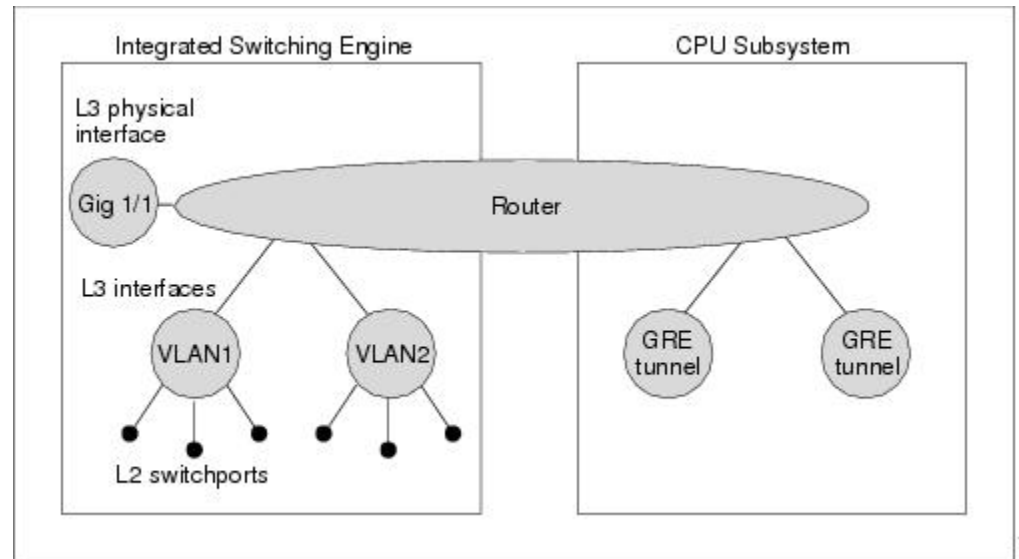 Integrated Switching Engine
CPU Subsystem
L3 physical
interface
Gig 1/1
Router
L3 interfaces
VLAN1
VLAN2
GRE
tunnel
GRE
tunnel
L2 switchports